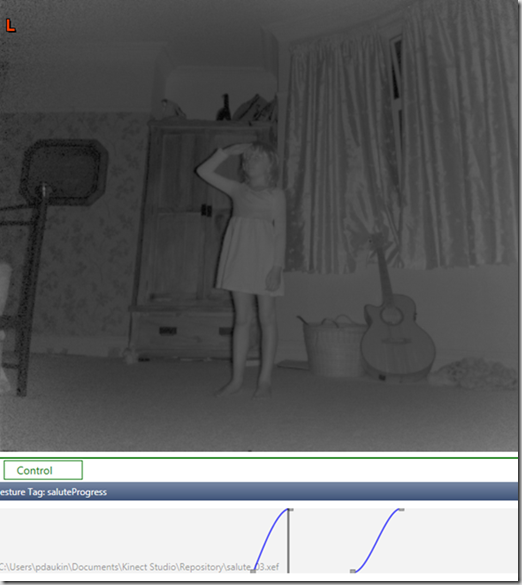 L
Control
esture Tag: saluteProgress
C:\Users\pdaukin\Documents\Kinect Studio\Repository\salute_03.xef